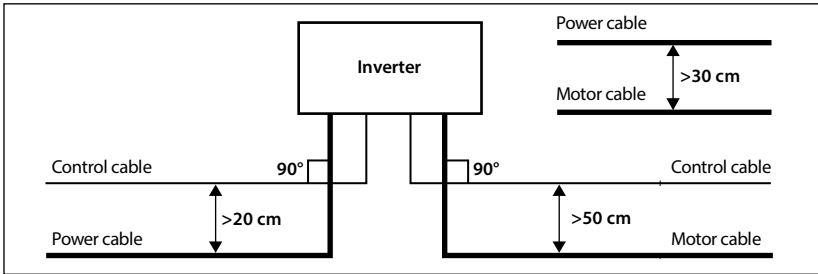 Power cable
Inverter
>30 cm
Motor cable
Control cable
90°
90°
Control cable
>20 cm
>50 cm
Power cable
Motor cable